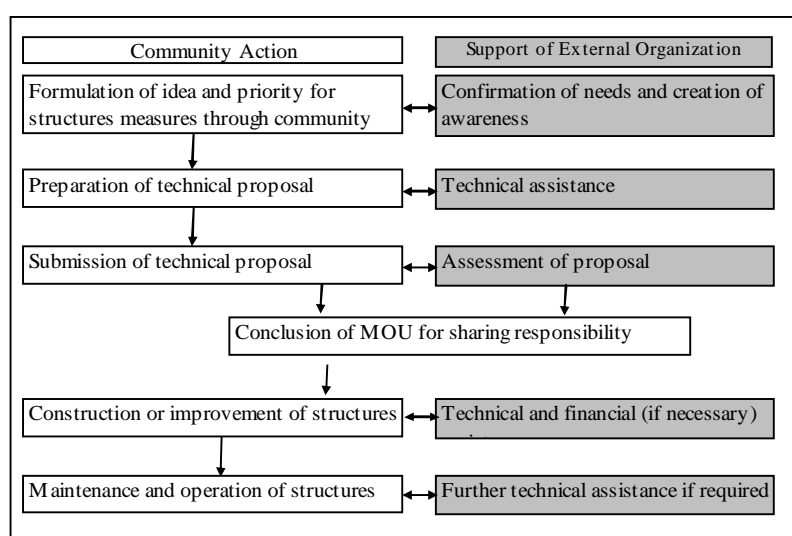 Community Action
Support of External Organization
Formulation of idea and priority for
structures measures through community
Confirmation of needs and creation of
awareness
Preparation of technical proposal
Technical assistance
Submission of technical proposal
Assessment of proposal
Conclusion of MOU for sharing responsibility
Construction or improvement of structures
Technical and financial (if necessary)
Maintenance and operation of structures
Further technical assistance if required